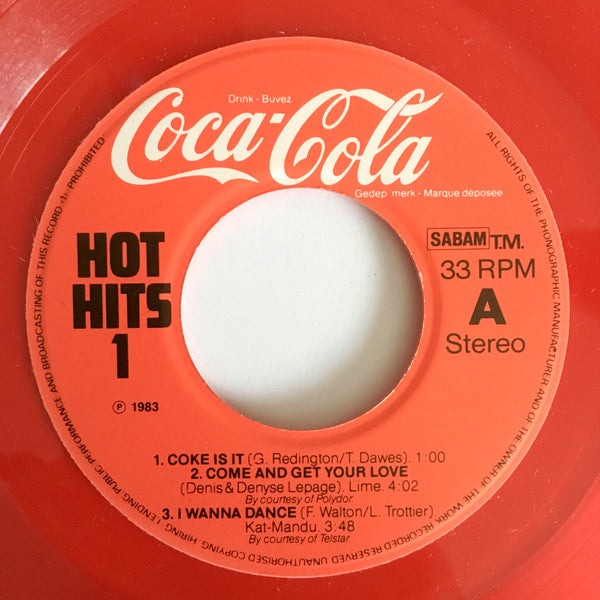 Drink - Buvez
Coca-Cola
Gedep. merk - Marque déposée
HOT
HITS
1
℗ 1983
SABAM T.M.
33 RPM
A
Stereo
1. COKE IS IT (G. Redington/T. Dawes). 1:00
2. COME AND GET YOUR LOVE
(Denis & Denyse Lepage). Lime. 4:02
By courtesy of Polydor
3. I WANNA DANCE (F. Walton/L. Trottier).
Kat-Mandu. 3:48
By courtesy of Telstar
ALL RIGHTS OF THE PHONOGRAPHIC MANUFACTURER AND OF THE OWNER OF THE WORK RECORDED RESERVED UNAUTHORISED COPYING, HIRING, LENDING, PUBLIC PERFORMANCE AND BROADCASTING OF THIS RECORD (1) PROHIBITED